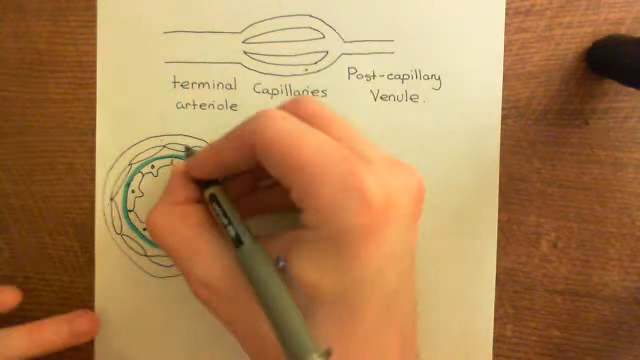 terminal
arteriole
Capillaries
Post-capillary
Venule.